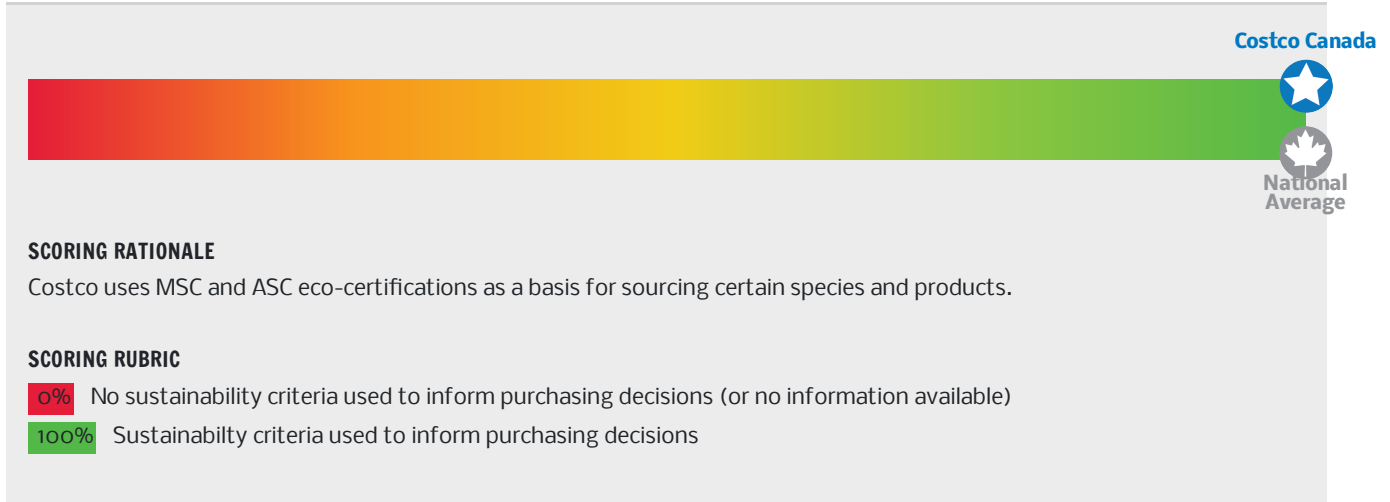 Costco Canada
National
Average
SCORING RATIONALE
Costco uses MSC and ASC eco-certifications as a basis for sourcing certain species and products.
SCORING RUBRIC
0% No sustainability criteria used to inform purchasing decisions (or no information available)
100% Sustainabilty criteria used to inform purchasing decisions